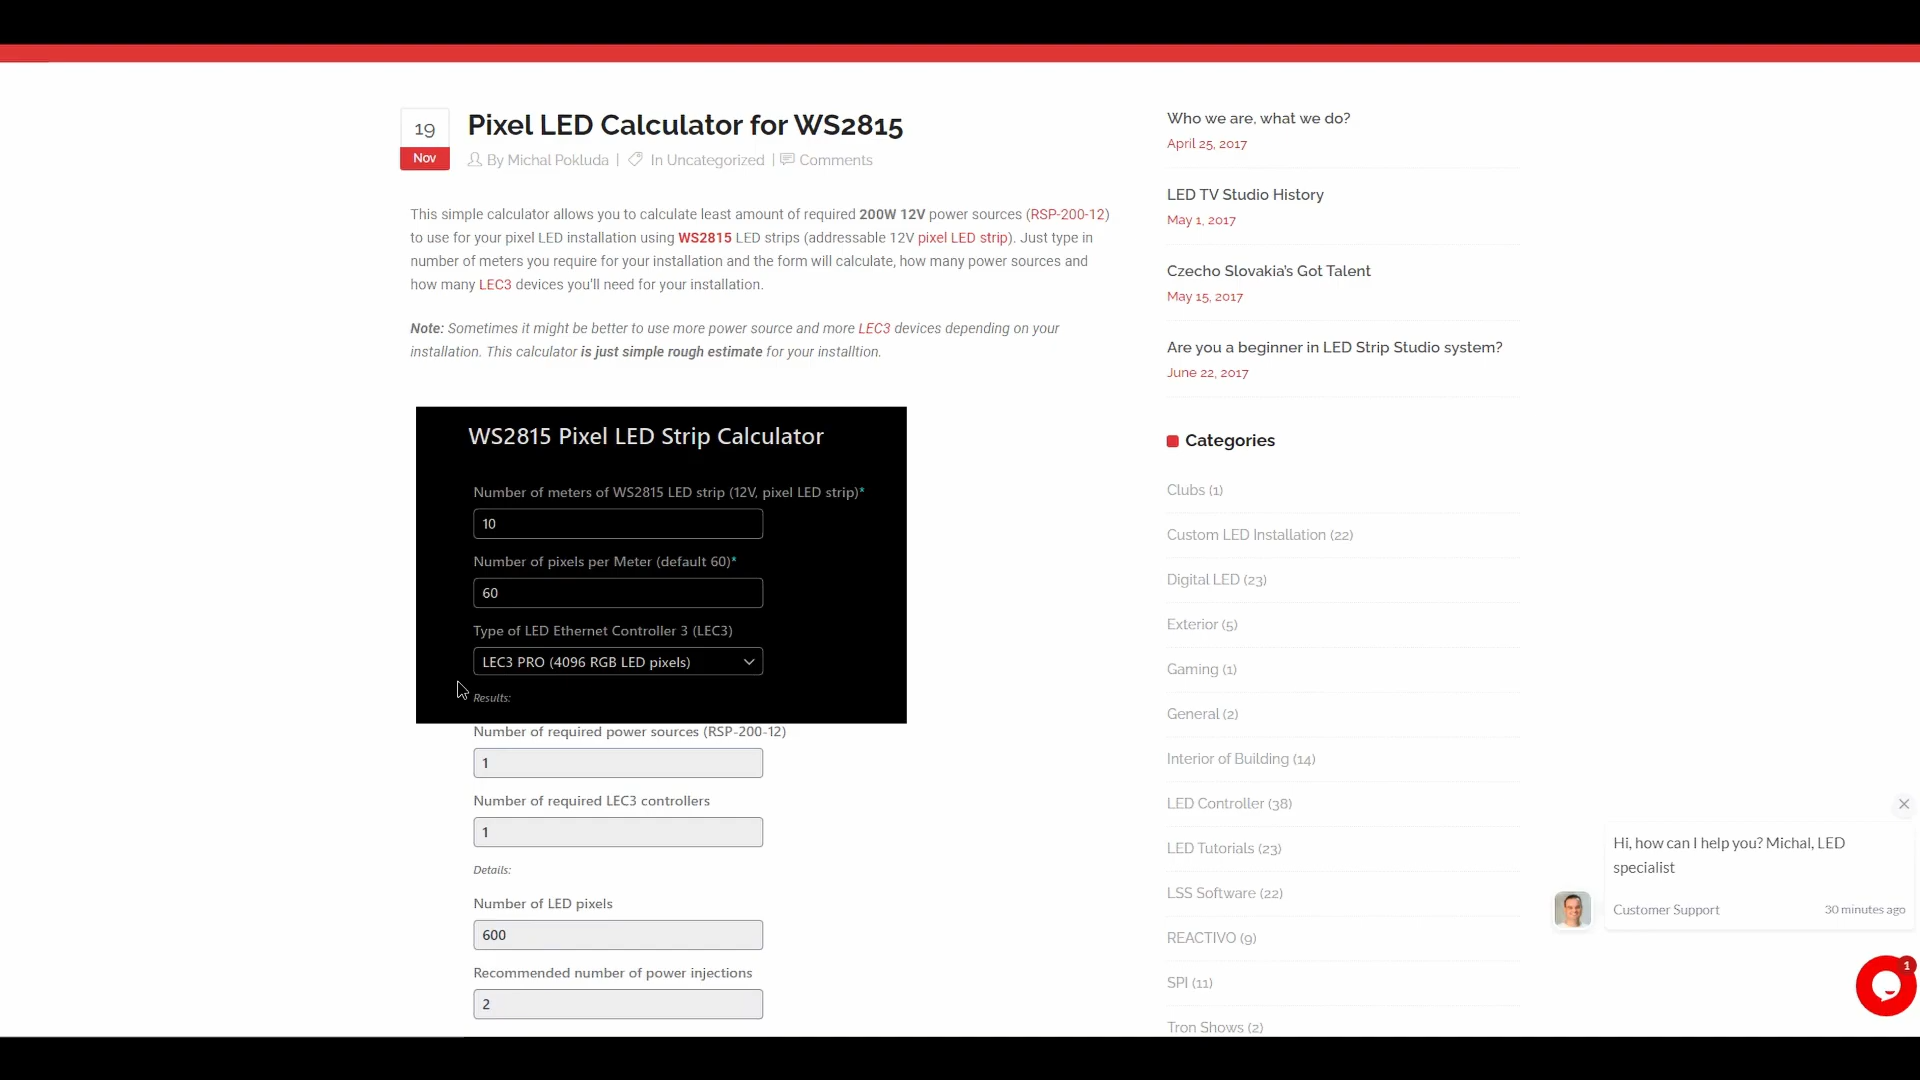 19
Nov
Pixel LED Calculator for WS2815
By Michal Pokluda | In Uncategorized | Comments
This simple calculator allows you to calculate least amount of required 200W 12V power sources (RSP-200-12)
to use for your pixel LED installation using WS2815 LED strips (addressable 12V pixel LED strip). Just type in
number of meters you require for your installation and the form will calculate, how many power sources and
how many LEC3 devices you'll need for your installation.
Note: Sometimes it might be better to use more power source and more LEC3 devices depending on your
installation. This calculator is just simple rough estimate for your installtion.
WS2815 Pixel LED Strip Calculator
Number of meters of WS2815 LED strip (12V, pixel LED strip)*
10
Number of pixels per Meter (default 60)*
60
Type of LED Ethernet Controller 3 (LEC3)
LEC3 PRO (4096 RGB LED pixels)
Results:
Number of required power sources (RSP-200-12)
1
Number of required LEC3 controllers
1
Details:
Number of LED pixels
600
Recommended number of power injections
2
Who we are, what we do?
April 25, 2017
LED TV Studio History
May 1, 2017
Czecho Slovakia's Got Talent
May 15, 2017
Are you a beginner in LED Strip Studio system?
June 22, 2017
Categories
Clubs (1)
Custom LED Installation (22)
Digital LED (23)
Exterior (5)
Gaming (1)
General (2)
Interior of Building (14)
LED Controller (38)
LED Tutorials (23)
LSS Software (22)
REACTIVO (9)
SPI (11)
Tron Shows (2)
Hi, how can I help you? Michal, LED
specialist
Customer Support 30 minutes ago
1